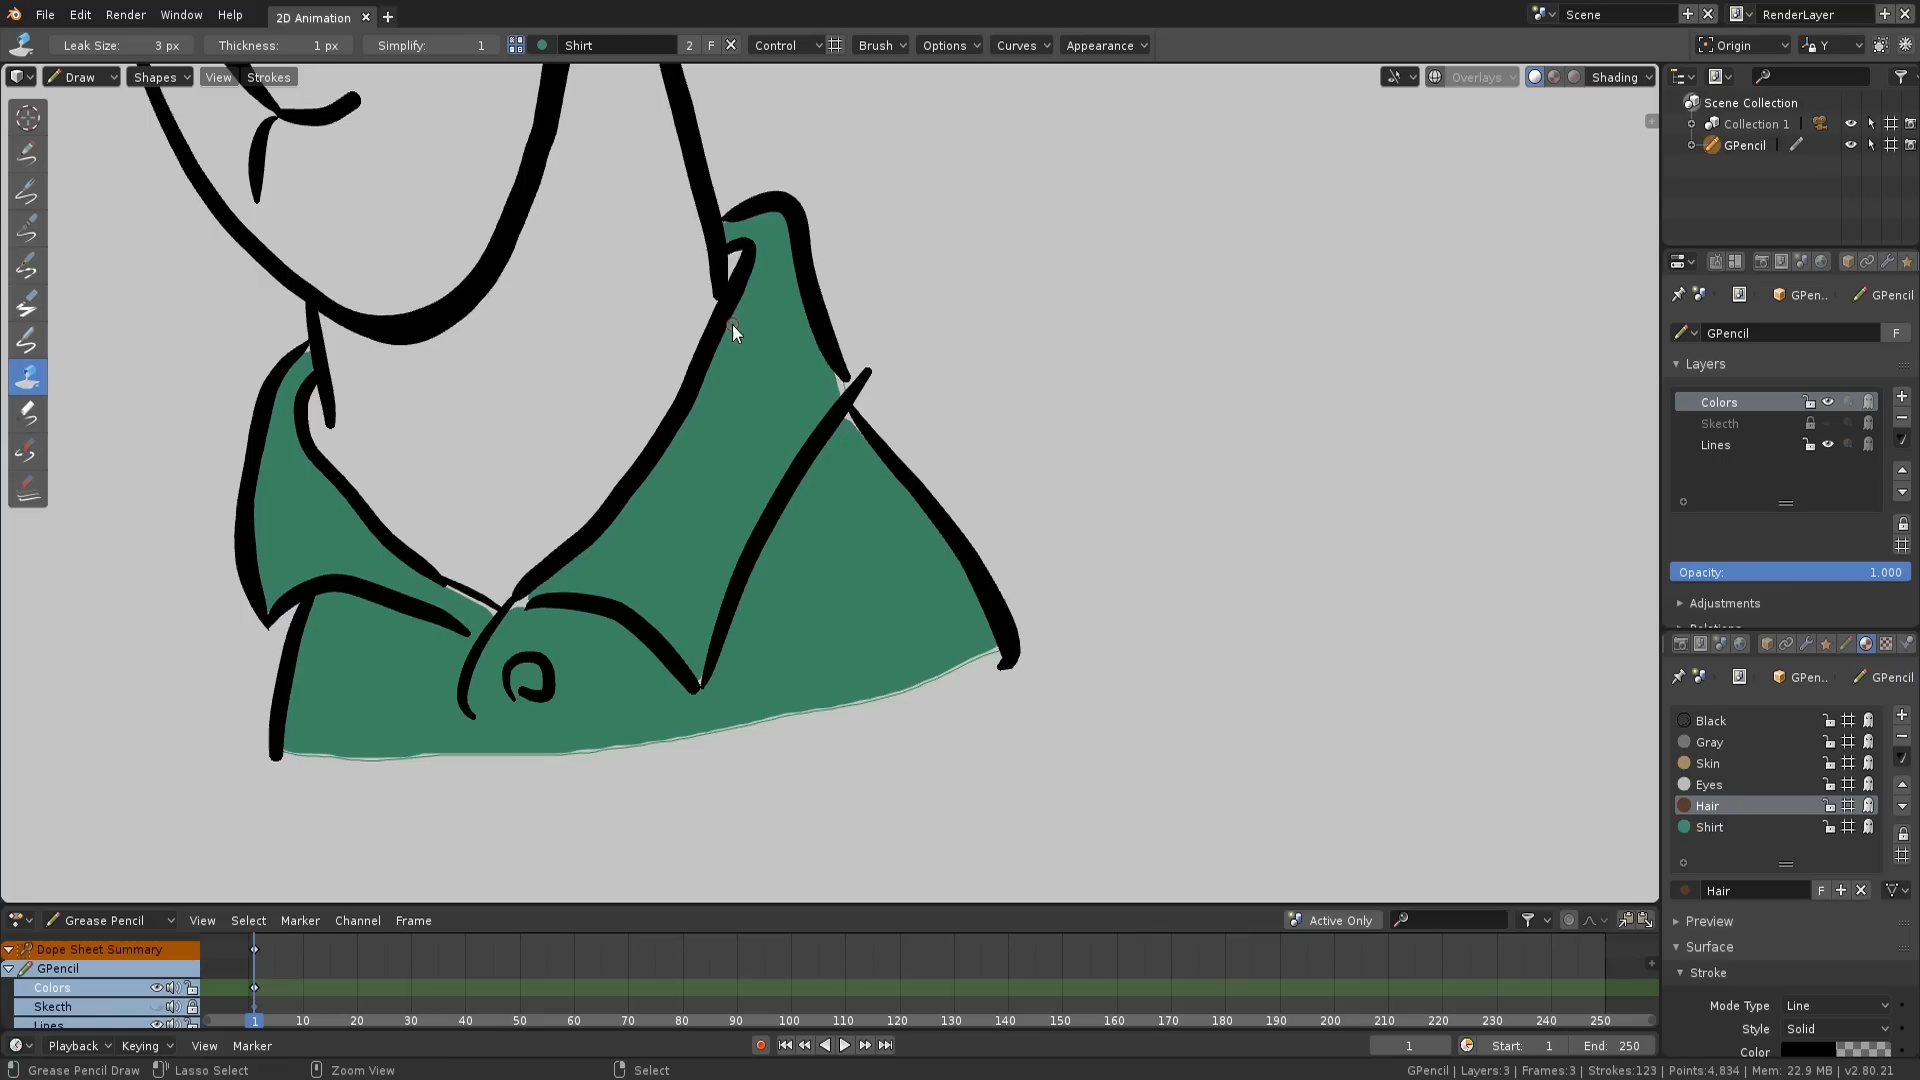 File Edit Render Window Help 2D Animation Scene RenderLayer
Leak Size: 3 px Thickness: 1 px Simplify: 1 Shirt 2 F Control Brush Options Curves Appearance Origin Y
Draw Shapes View Strokes Overlays Shading
Scene Collection
Collection 1
GPencil
GPen.. GPencil
GPencil F
Layers
Colors
Skecth
Lines
Opacity: 1.000
Adjustments
GPen.. GPencil
Black
Gray
Skin
Eyes
Hair
Shirt
Hair F
Preview
Surface
Stroke
Mode Type Line
Style Solid
Color
Grease Pencil View Select Marker Channel Frame Active Only
Dope Sheet Summary
GPencil
Colors
Skecth
Lines
1 10 20 30 40 50 60 70 80 90 100 110 120 130 140 150 160 170 180 190 200 210 220 230 240 250
Playback Keying View Marker 1 Start: 1 End: 250
Grease Pencil Draw Lasso Select Zoom View Select GPencil | Layers:3 | Frames:3 | Strokes:123 | Points:4,834 | Mem: 22.9 MB | v2.80.21